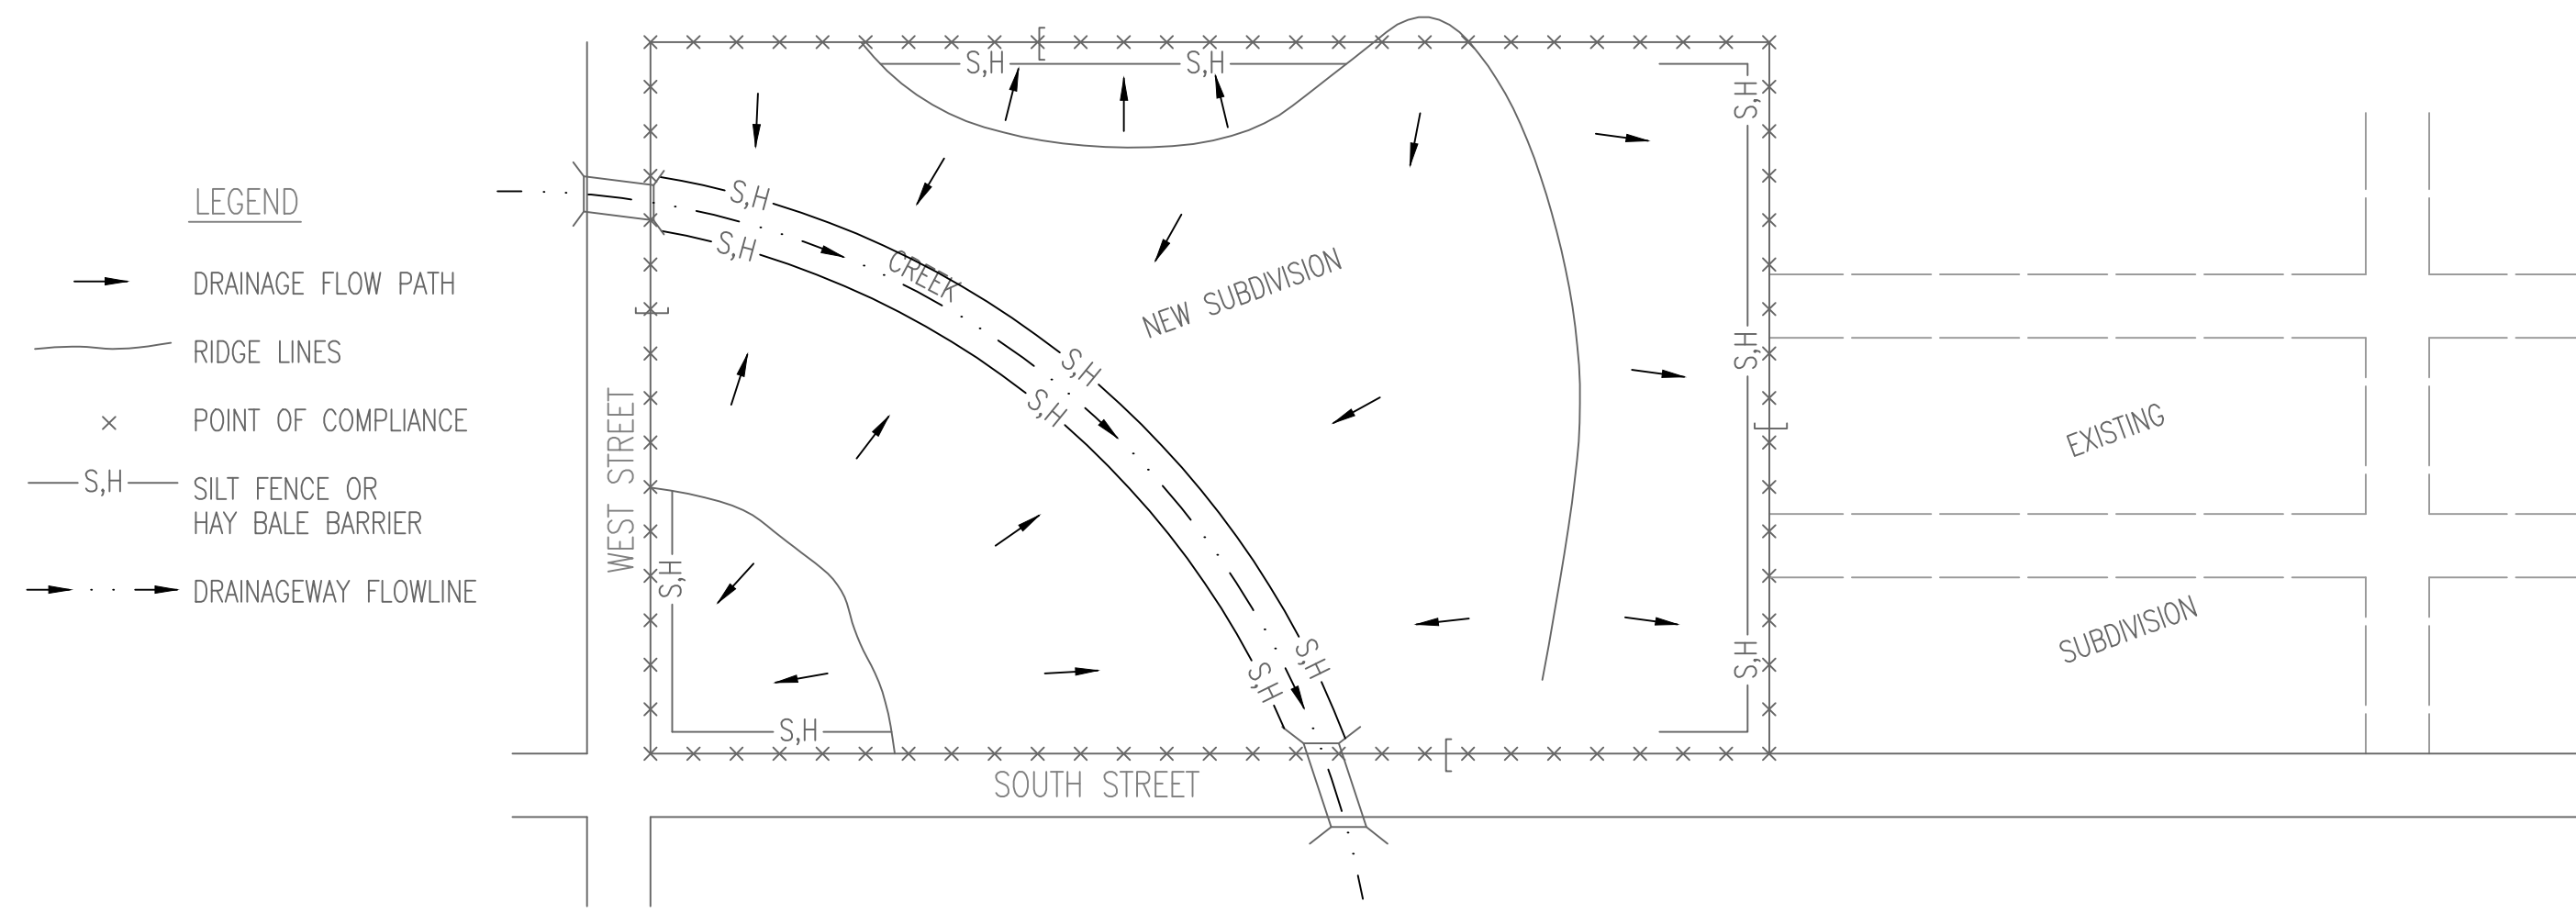 LEGEND
DRAINAGE FLOW PATH
RIDGE LINES
POINT OF COMPLIANCE
S,H
SILT FENCE OR
HAY BALE BARRIER
DRAINAGEWAY FLOWLINE
S,H
S,H
S,H
S,H
S,H
CREEK
NEW SUBDIVISION
S,H
S,H
S,H
WEST STREET
EXISTING
S,H
SUBDIVISION
S,H
S,H
S,H
S,H
SOUTH STREET